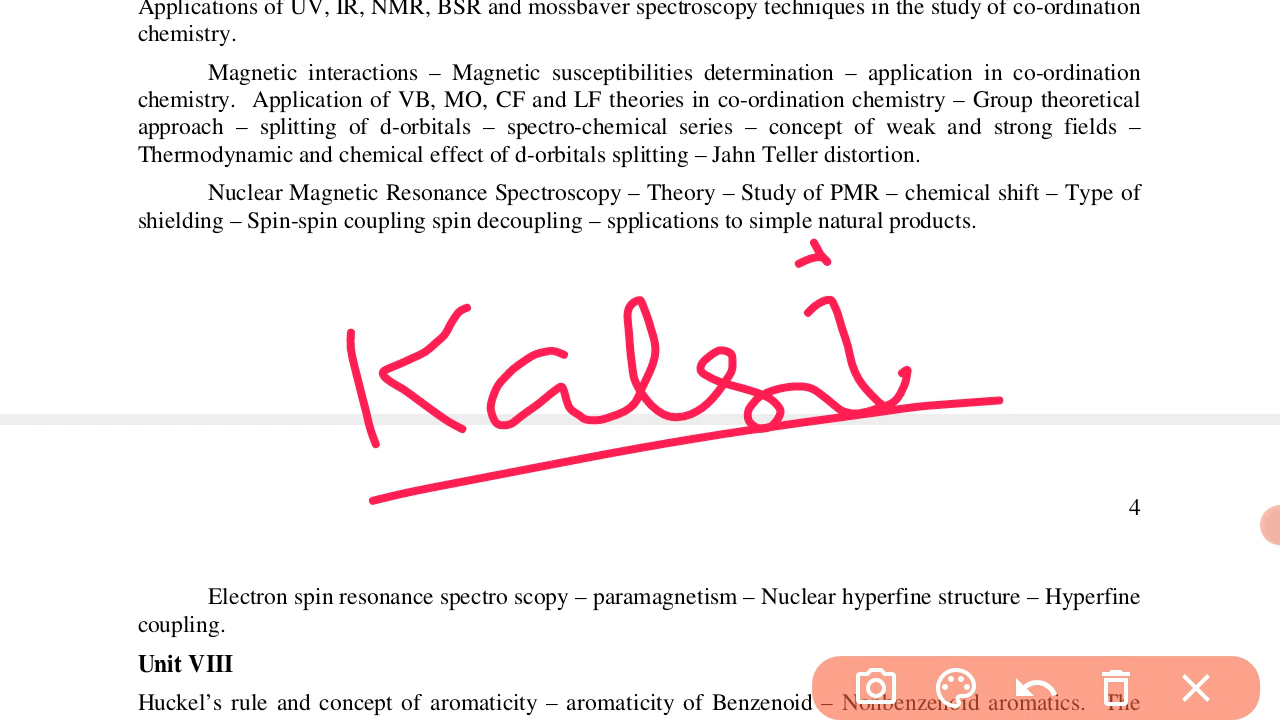 Applications of UV, IR, NMR, BSR and mossbaver spectroscopy techniques in the study of co-ordination
chemistry.
Magnetic interactions – Magnetic susceptibilities determination – application in co-ordination
chemistry. Application of VB, MO, CF and LF theories in co-ordination chemistry – Group theoretical
approach – splitting of d-orbitals – spectro-chemical series – concept of weak and strong fields –
Thermodynamic and chemical effect of d-orbitals splitting – Jahn Teller distortion.
Nuclear Magnetic Resonance Spectroscopy – Theory – Study of PMR – chemical shift – Type of
shielding – Spin-spin coupling spin decoupling – spplications to simple natural products.
Kalsi
4
Electron spin resonance spectro scopy – paramagnetism – Nuclear hyperfine structure – Hyperfine
coupling.
Unit VIII
Huckel's rule and concept of aromaticity – aromaticity of Benzenoid – Nonbenzenoid aromatics. The